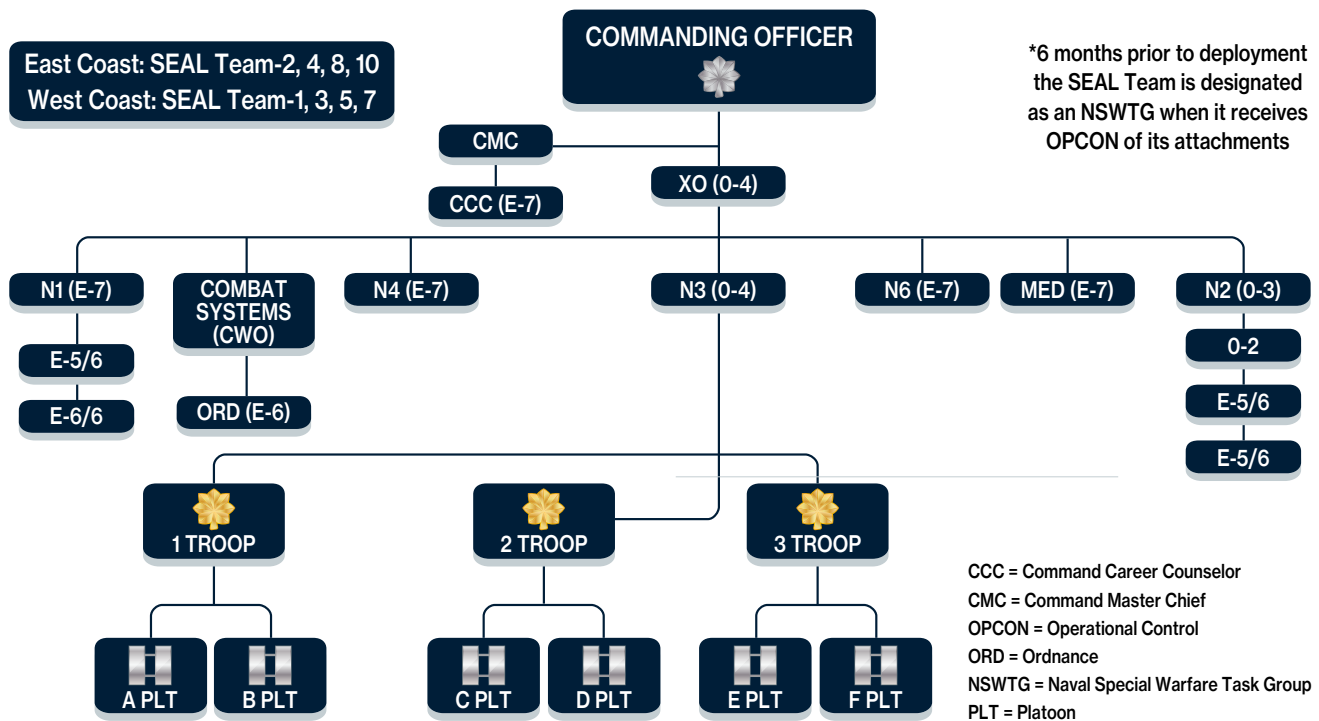 East Coast: SEAL Team-2, 4, 8, 10
West Coast: SEAL Team-1, 3, 5, 7
COMMANDING OFFICER
*6 months prior to deployment
the SEAL Team is designated
as an NSWTG when it receives
OPCON of its attachments
CMC
CCC (E-7)
XO (0-4)
N1 (E-7)
E-5/6
E-6/6
COMBAT
SYSTEMS
(CWO)
ORD (E-6)
N4 (E-7)
N3 (0-4)
N6 (E-7)
MED (E-7)
N2 (0-3)
0-2
E-5/6
E-5/6
1 TROOP
2 TROOP
3 TROOP
A PLT
B PLT
C PLT
D PLT
E PLT
F PLT
CCC = Command Career Counselor
CMC = Command Master Chief
OPCON = Operational Control
ORD = Ordnance
NSWTG = Naval Special Warfare Task Group
PLT = Platoon